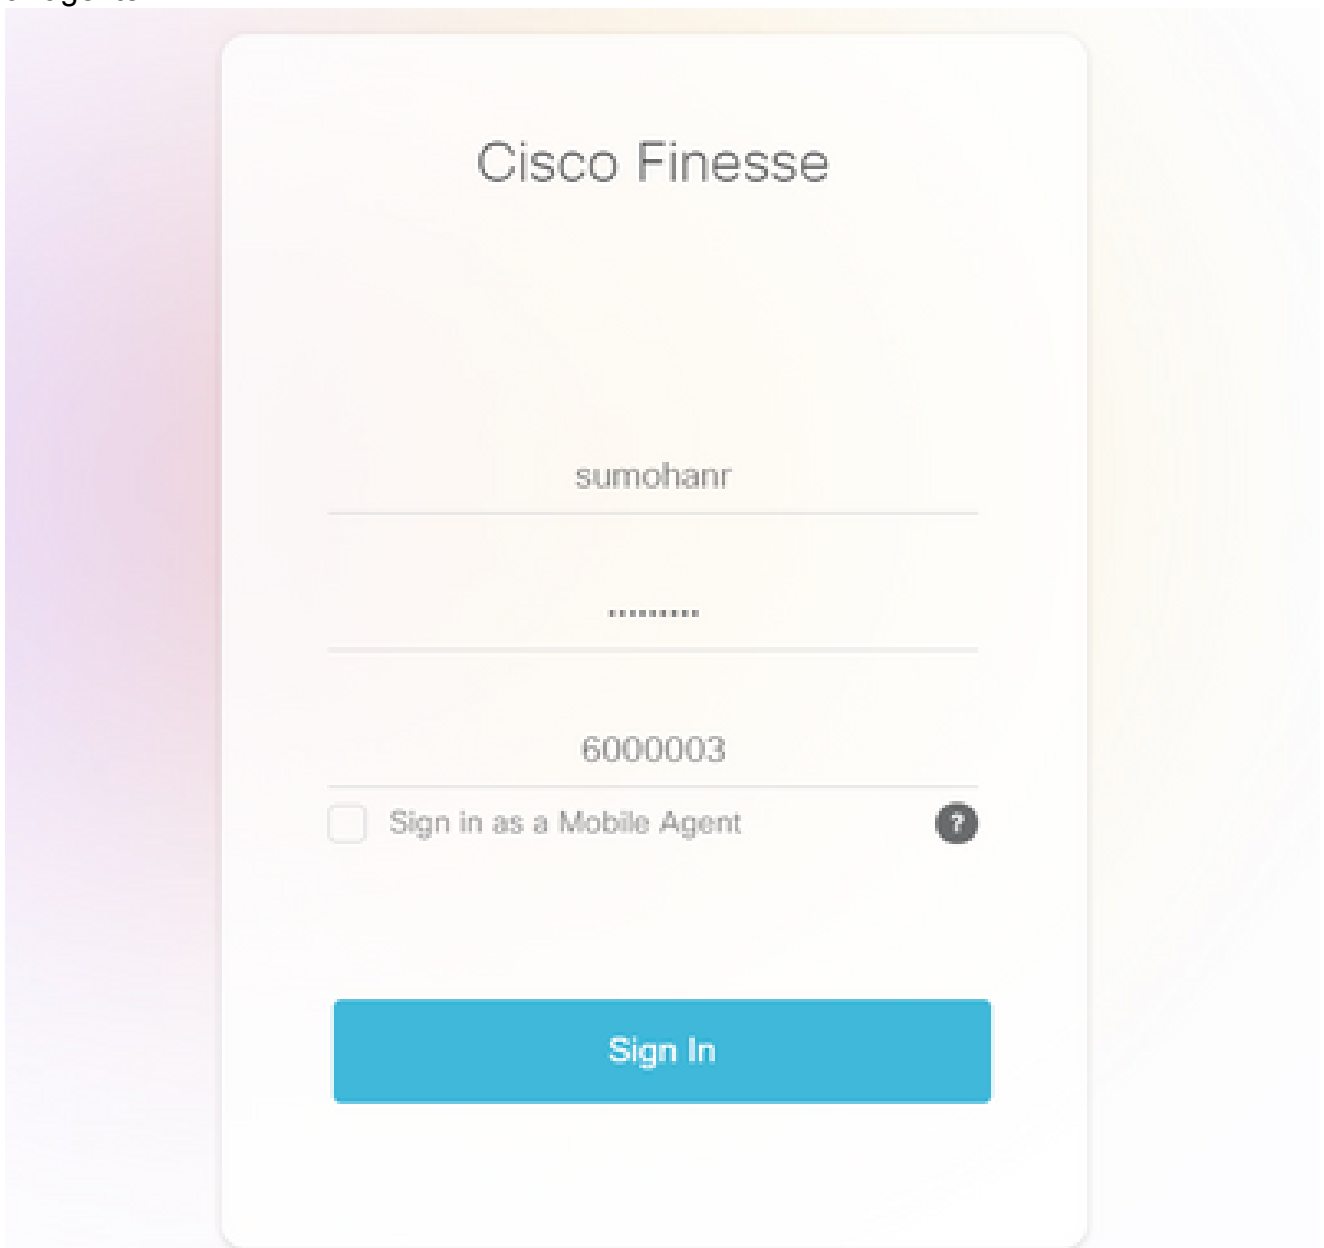 Cisco Finesse
sumohanr
•••••••••
6000003
Sign in as a Mobile Agent
?
Sign In